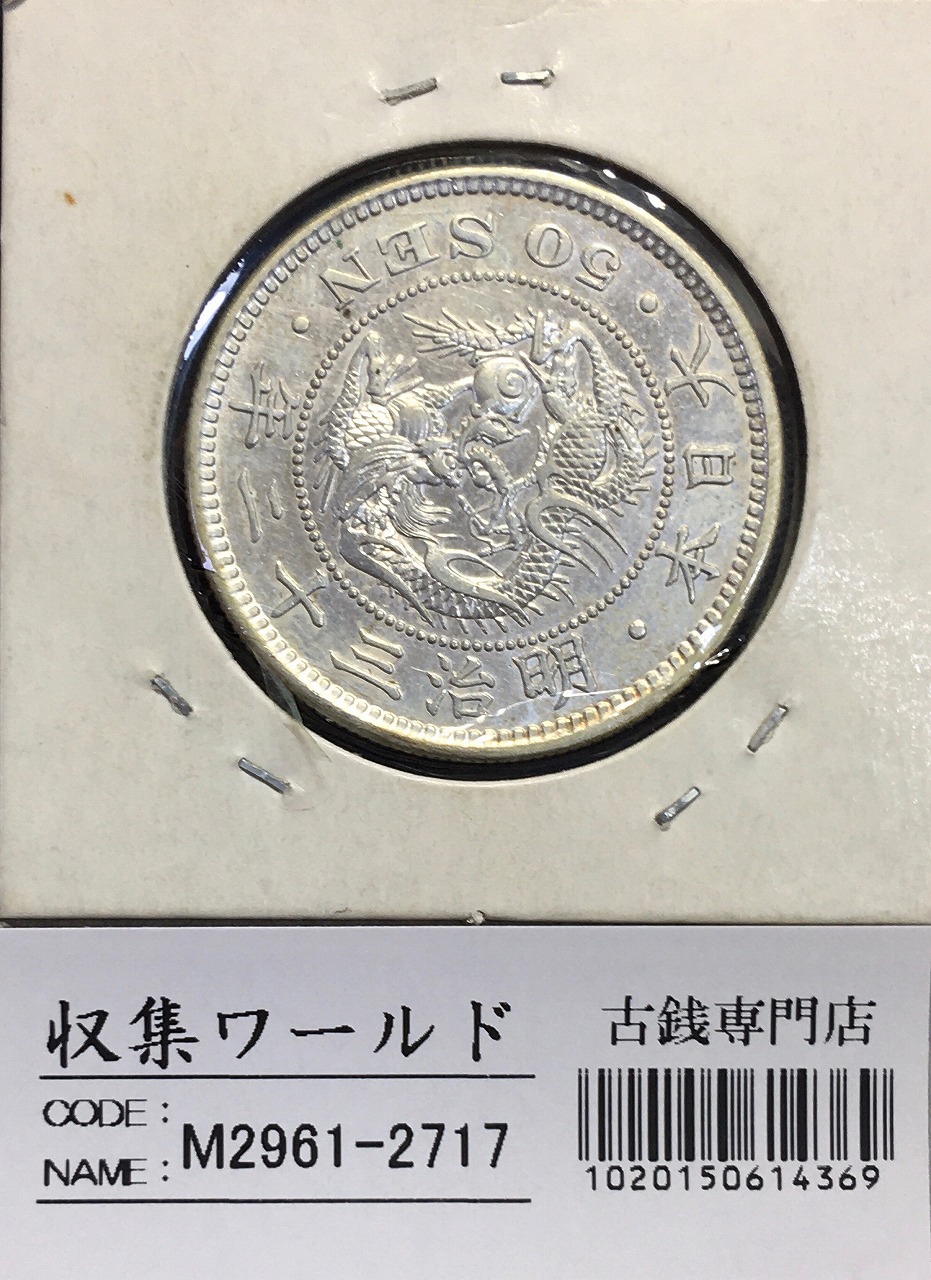 大日本・明治三十二年・50 SEN・
収集ワールド
古銭専門店
CODE:
NAME: M2961-2717
1020150614369